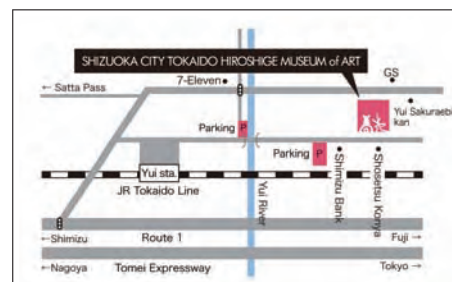 SHIZUOKA CITY TOKAIDO HIROSHIGE MUSEUM of ART
7-Eleven
GS
← Satta Pass
Yui Sakuraebi
kan
Parking
P
Parking
P
Yui sta.
JR Tokaido Line
Yui River
Shimizu Bank
Shosetsu Konya
Route 1
←Shimizu
Fuji→
←Nagoya
Tomei Expressway
Tokyo→